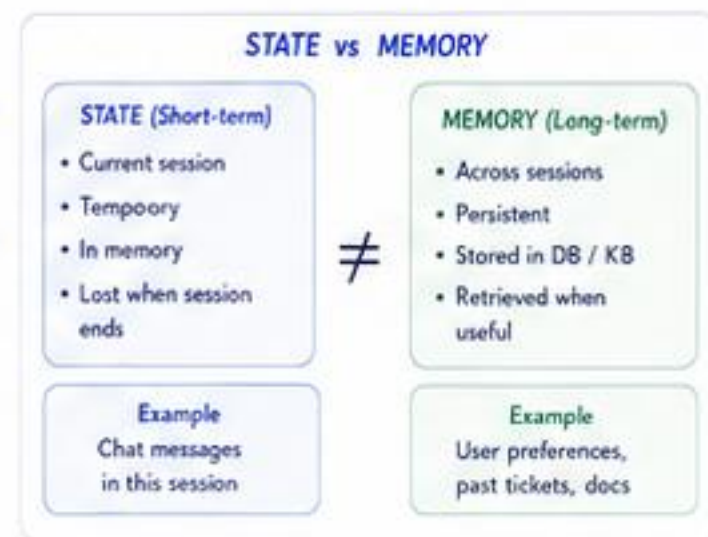 STATE vs MEMORY
STATE (Short-term)
• Current session
• Tempoory
• In memory
• Lost when session
ends
≠
MEMORY (Long-term)
• Across sessions
• Persistent
• Stored in DB / KB
• Retrieved when
useful
Example
Chat messages
in this session
Example
User preferences,
past tickets, docs